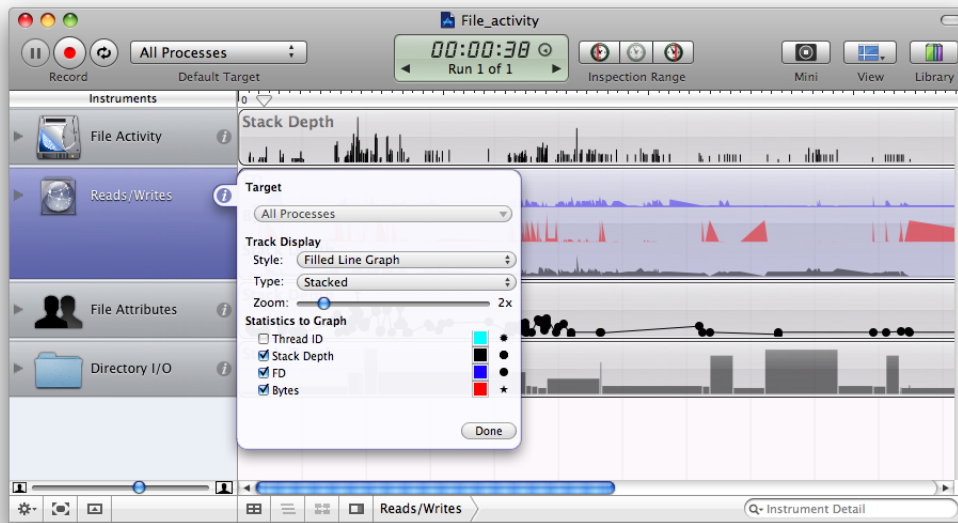 File_activity
All Processes
00:00:38
Run 1 of 1
Record
Default Target
Inspection Range
Mini
View
Library
Instruments
0
File Activity
Stack Depth
Reads/Writes
Target
All Processes
Track Display
Style: Filled Line Graph
Type: Stacked
Zoom: 2x
Statistics to Graph
Thread ID
Stack Depth
FD
Bytes
Done
File Attributes
Directory I/O
Reads/Writes
Instrument Detail